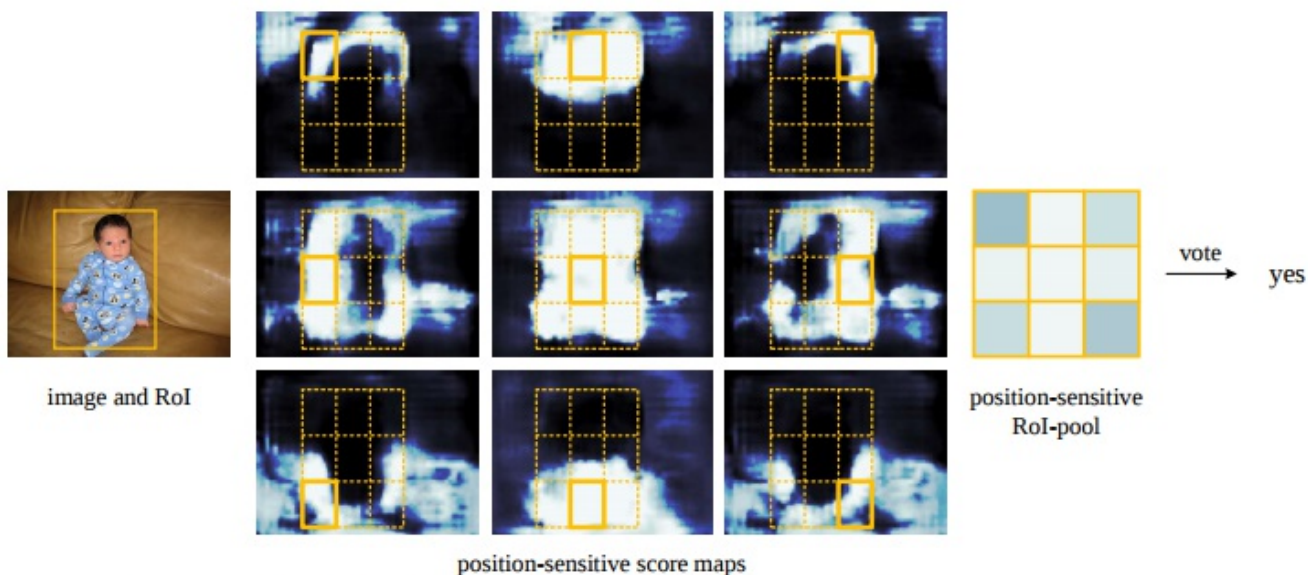 image and RoI
position-sensitive score maps
position-sensitive
RoI-pool
vote
yes